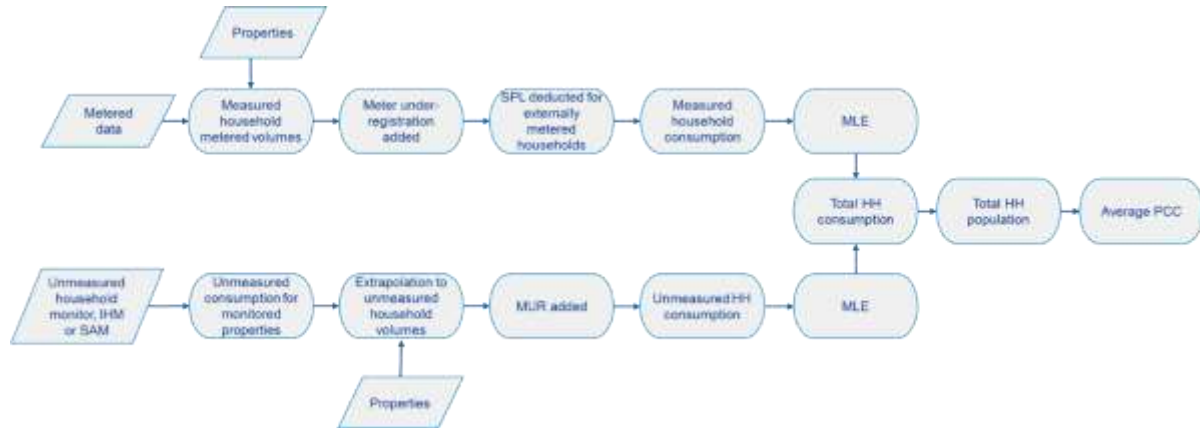 Properties
Metered
data
Measured
household
metered volumes
Meter under-
registration
added
SPL deducted for
externally
metered
households
Measured
household
consumption
MLE
Total HH
consumption
Total HH
population
Average PCC
Unmeasured
household
monitor, IHM
or SAM
Unmeasured
consumption for
monitored
properties
Extrapolation to
unmeasured
household
volumes
MUR added
Unmeasured HH
consumption
MLE
Properties